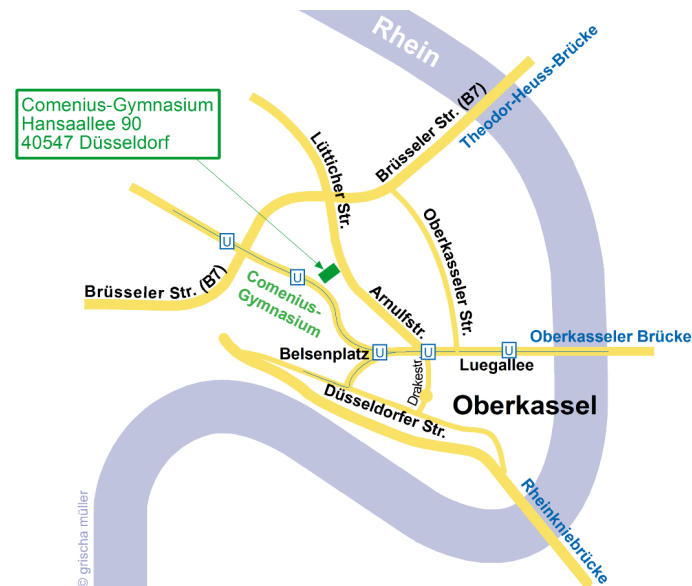 Rhein
Theodor-Heuss-Brücke
Brüsseler Str. (B7)
Comenius-Gymnasium
Hansaallee 90
40547 Düsseldorf
Lütticher Str.
Oberkasseler Str.
U
Brüsseler Str. (B7)
U
Comenius-
Gymnasium
Arnulfstr.
Oberkasseler Brücke
Belsenplatz
U
U
U
Luegallee
Drakestr.
Düsseldorfer Str.
Oberkassel
Rheinkniebrücke
© grischa müller